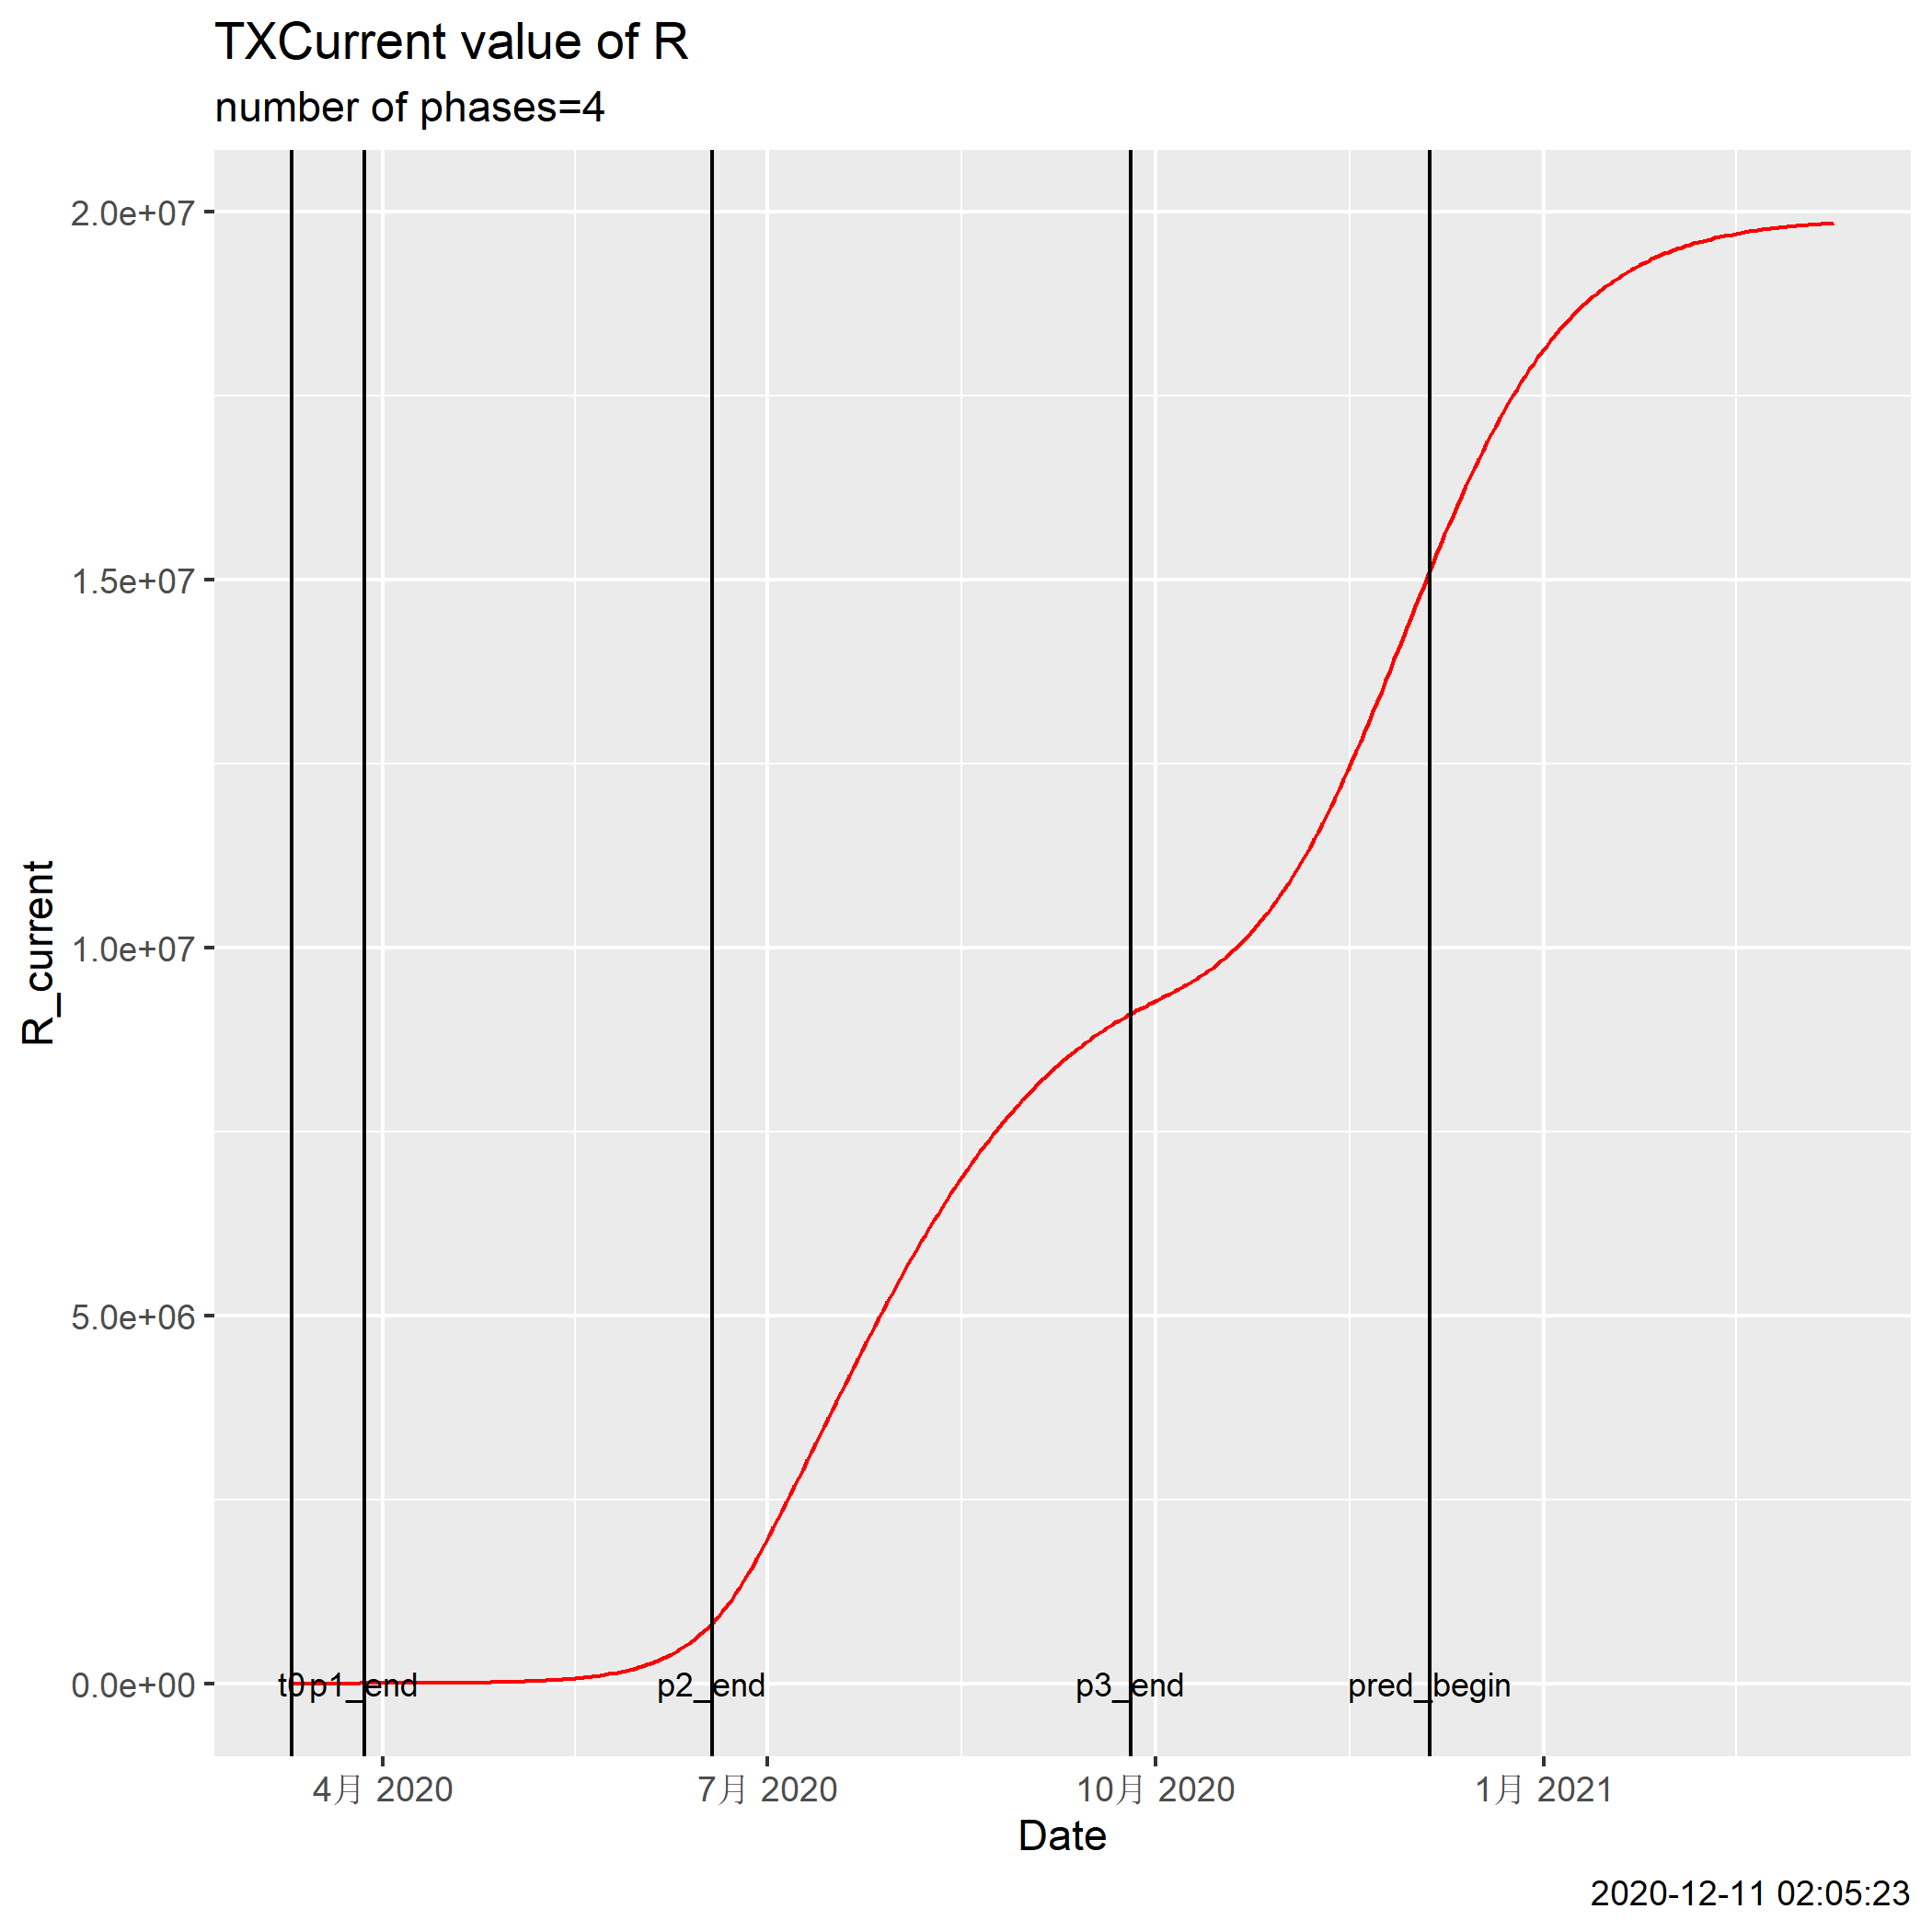 TXCurrent value of R
number of phases=4
2.0e+07
1.5e+07
1.0e+07
5.0e+06
0.0e+00
R_current
t0 p1_end p2_end p3_end pred_begin
4月 2020 7月 2020 10月 2020 1月 2021
Date
2020-12-11 02:05:23